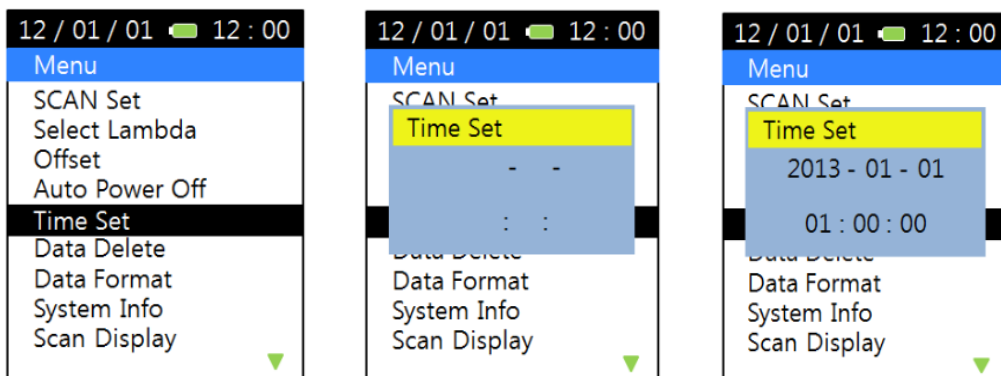 12 / 01 / 01 12 : 00
Menu
SCAN Set
Select Lambda
Offset
Auto Power Off
Time Set
Data Delete
Data Format
System Info
Scan Display
12 / 01 / 01 12 : 00
Menu
SCAN Set
Time Set
- -
: :
Data Delete
Data Format
System Info
Scan Display
12 / 01 / 01 12 : 00
Menu
SCAN Set
Time Set
2013 - 01 - 01
01 : 00 : 00
Data Delete
Data Format
System Info
Scan Display